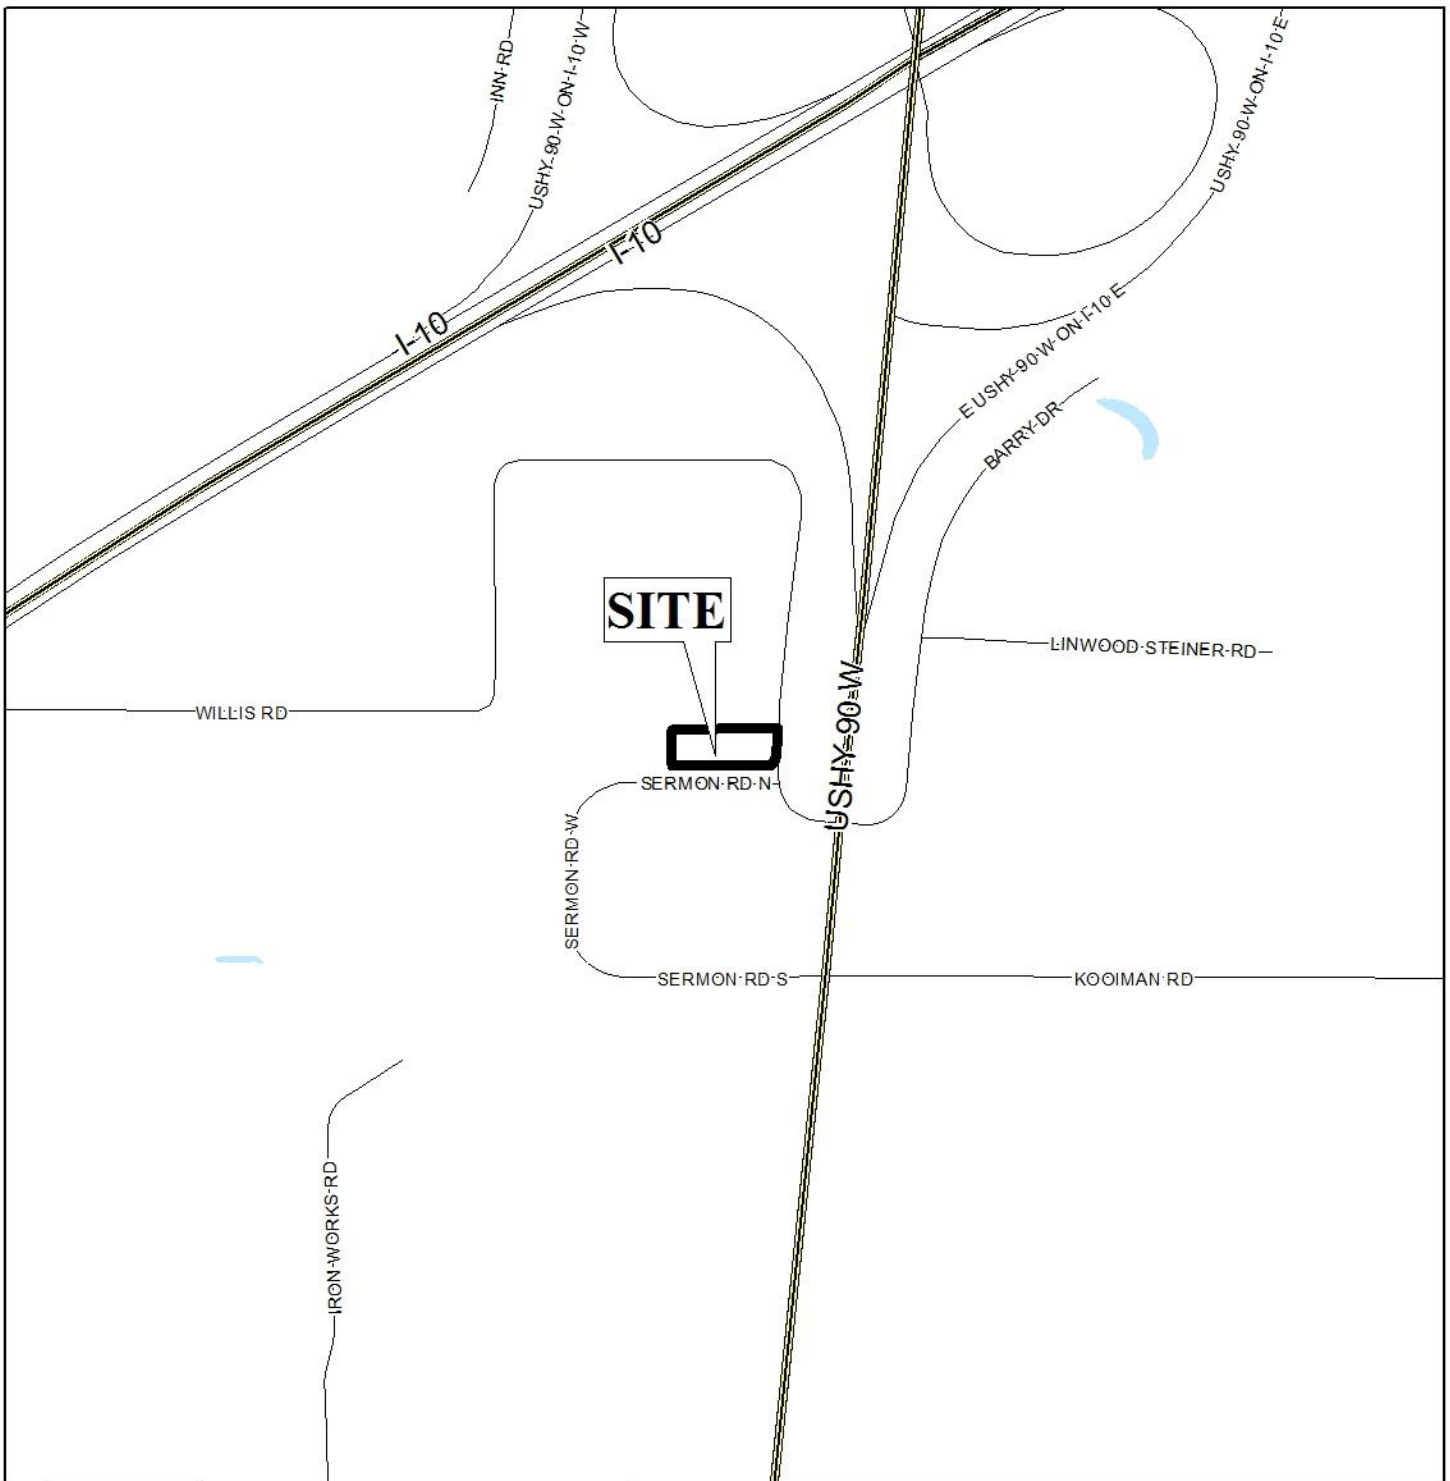 INN RD
USHY-90-W-ON-I-10-W
USHY-90-W-ON-I-10-E
I-10
I-10
E USHY-90-W-ON-I-10 E
BARRY DR
SITE
LINWOOD STEINER RD
WILLIS RD
USHY-90-W
SERMON RD N
SERMON RD W
SERMON RD S
KOOIMAN RD
IRON WORKS RD